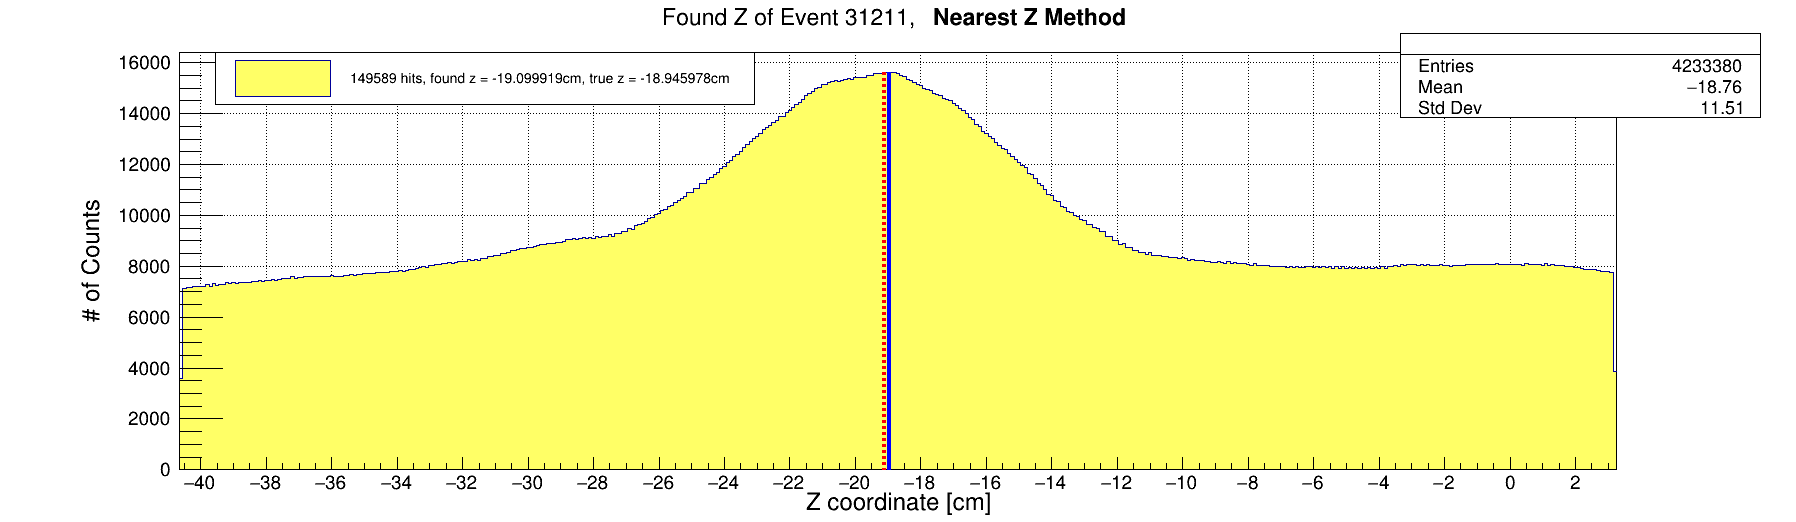 Found Z of Event 31211, Nearest Z Method
149589 hits, found z = -19.099919cm, true z = -18.945978cm
Entries 4233380
Mean −18.76
Std Dev 11.51
# of Counts
16000
14000
12000
10000
8000
6000
4000
2000
0
−40 −38 −36 −34 −32 −30 −28 −26 −24 −22 −20 −18 −16 −14 −12 −10 −8 −6 −4 −2 0 2
Z coordinate [cm]